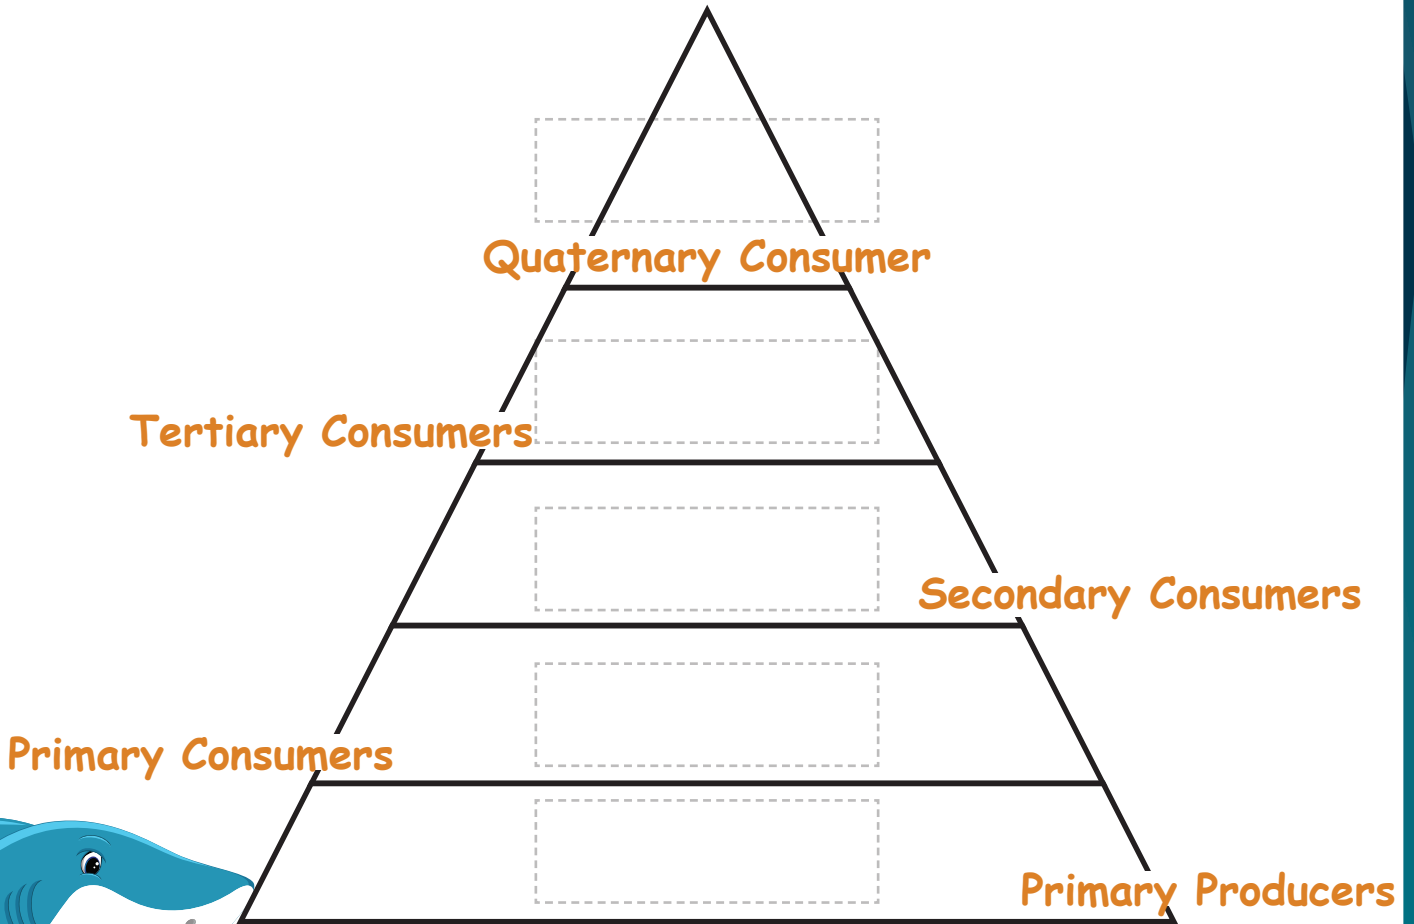 Quaternary Consumer
Tertiary Consumers
Secondary Consumers
Primary Consumers
Primary Producers